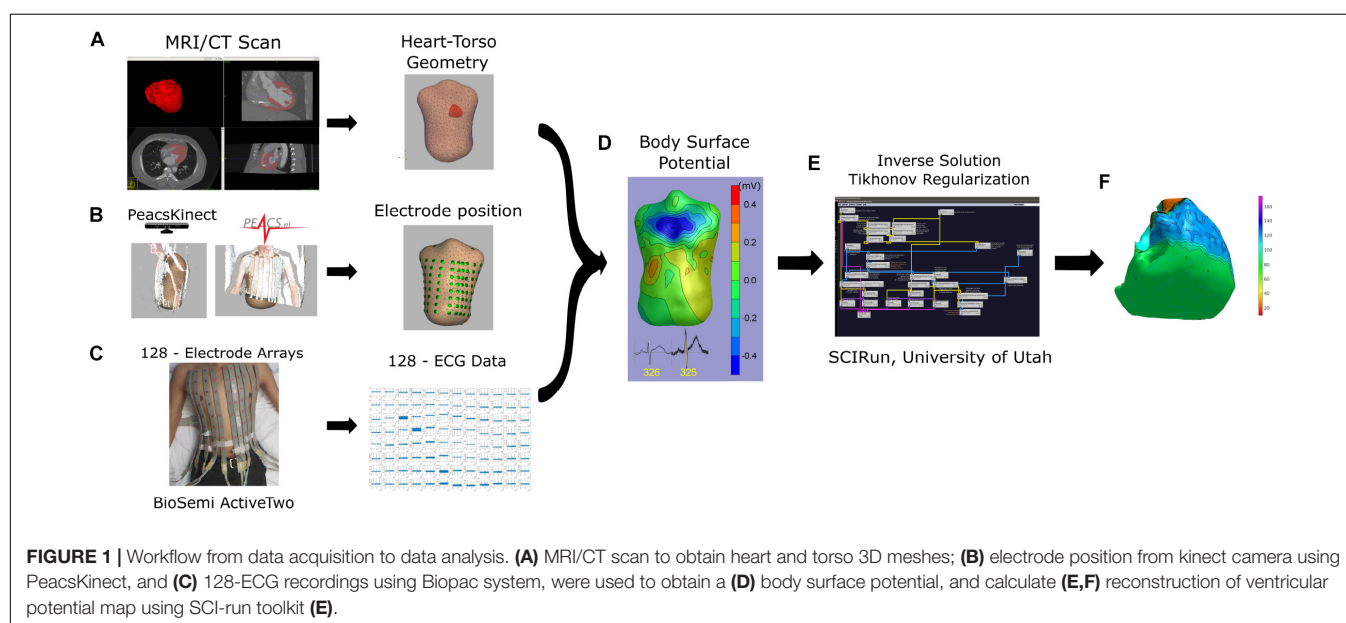 A
MRI/CT Scan
Heart-Torso
Geometry
B
PeacsKinect
PEACS.nl
Electrode position
C
128 - Electrode Arrays
BioSemi ActiveTwo
128 - ECG Data
D
Body Surface
Potential
(mV)
0.4
0.2
0.0
-0.2
-0.4
326
325
E
Inverse Solution
Tikhonov Regularization
SCIRun, University of Utah
F
160
140
120
100
80
60
40
20
FIGURE 1 | Workflow from data acquisition to data analysis. (A) MRI/CT scan to obtain heart and torso 3D meshes; (B) electrode position from kinect camera using
PeacsKinect, and (C) 128-ECG recordings using Biopac system, were used to obtain a (D) body surface potential, and calculate (E,F) reconstruction of ventricular
potential map using SCI-run toolkit (E).